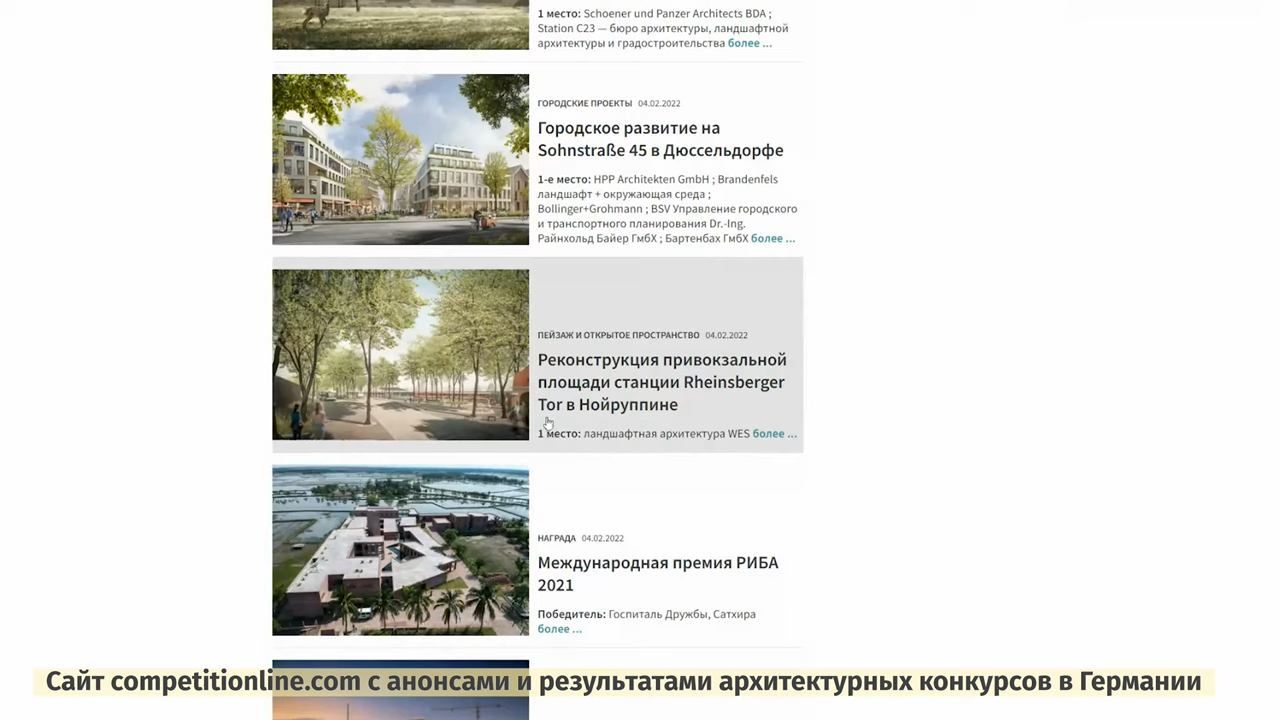 1 место: Schoener und Panzer Architects BDA ;
Station C23 — бюро архитектуры, ландшафтной
архитектуры и градостроительства более ...
ГОРОДСКИЕ ПРОЕКТЫ 04.02.2022
Городское развитие на
Sohnstraße 45 в Дюссельдорфе
1-е место: HPP Architekten GmbH ; Brandenfels
ландшафт + окружающая среда ;
Bollinger+Grohmann ; BSV Управление городского
и транспортного планирования Dr.-Ing.
Райнхольд Байер ГмбХ ; Бартенбах ГмбХ более ...
ПЕЙЗАЖ И ОТКРЫТОЕ ПРОСТРАНСТВО 04.02.2022
Реконструкция привокзальной
площади станции Rheinsberger
Tor в Нойруппине
1 место: ландшафтная архитектура WES более ...
НАГРАДА 04.02.2022
Международная премия РИБА
2021
Победитель: Госпиталь Дружбы, Сатхира
более ...
Сайт competitionline.com с анонсами и результатами архитектурных конкурсов в Германии